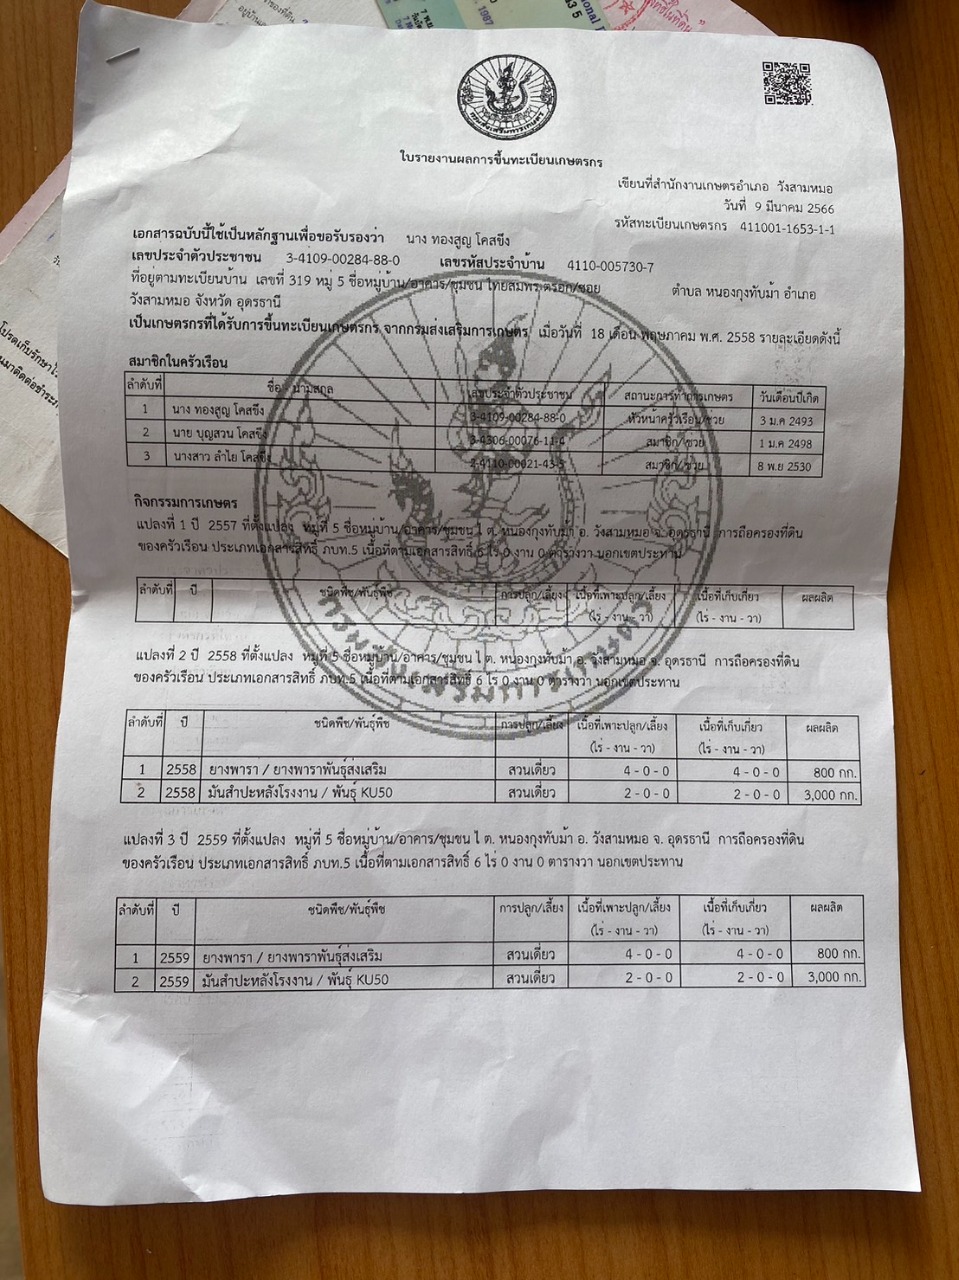 กรมส่งเสริมการเกษตร
ใบรายงานผลการขึ้นทะเบียนเกษตรกร
เขียนที่สำนักงานเกษตรอำเภอ วังสามหมอ
วันที่ 9 มีนาคม 2566
รหัสทะเบียนเกษตรกร 411001-1653-1-1
เอกสารฉบับนี้ใช้เป็นหลักฐานเพื่อขอรับรองว่า นาง ทองสูญ โคสขึง
เลขประจำตัวประชาชน 3-4109-00284-88-0 เลขรหัสประจำบ้าน 4110-005730-7
ที่อยู่ตามทะเบียนบ้าน เลขที่ 319 หมู่ 5 ชื่อหมู่บ้าน/อาคาร/ชุมชน ไทยสมพร ตรอก/ซอย ตำบล หนองกุงทับม้า อำเภอ
วังสามหมอ จังหวัด อุดรธานี
เป็นเกษตรกรที่ได้รับการขึ้นทะเบียนเกษตรกร จากกรมส่งเสริมการเกษตร เมื่อวันที่ 18 เดือน พฤษภาคม พ.ศ. 2558 รายละเอียดดังนี้
สมาชิกในครัวเรือน
ลำดับที่ ชื่อ - นามสกุล เลขประจำตัวประชาชน สถานะการทำการเกษตร วันเดือนปีเกิด
1 นาง ทองสูญ โคสขึง 3-4109-00284-88-0 หัวหน้าครัวเรือน/ช่วย 3 ม.ค 2493
2 นาย บุญสวน โคสขึง 3-4306-00076-11-4 สมาชิก/ช่วย 1 ม.ค 2498
3 นางสาว ลำไย โคสขึง 2-4110-00021-43-5 สมาชิก/ช่วย 8 พ.ย 2530
กิจกรรมการเกษตร
แปลงที่ 1 ปี 2557 ที่ตั้งแปลง หมู่ที่ 5 ชื่อหมู่บ้าน/อาคาร/ชุมชน ไ ต. หนองกุงทับม้า อ. วังสามหมอ จ. อุดรธานี การถือครองที่ดิน
ของครัวเรือน ประเภทเอกสารสิทธิ์ ภบท.5 เนื้อที่ตามเอกสารสิทธิ์ 6 ไร่ 0 งาน 0 ตารางวา นอกเขตประทาน
ลำดับที่ ปี ชนิดพืช/พันธุ์พืช การปลูก/เลี้ยง เนื้อที่เพาะปลูก/เลี้ยง เนื้อที่เก็บเกี่ยว ผลผลิต
(ไร่ - งาน - วา) (ไร่ - งาน - วา)
แปลงที่ 2 ปี 2558 ที่ตั้งแปลง หมู่ที่ 5 ชื่อหมู่บ้าน/อาคาร/ชุมชน ไ ต. หนองกุงทับม้า อ. วังสามหมอ จ. อุดรธานี การถือครองที่ดิน
ของครัวเรือน ประเภทเอกสารสิทธิ์ ภบท.5 เนื้อที่ตามเอกสารสิทธิ์ 6 ไร่ 0 งาน 0 ตารางวา นอกเขตประทาน
ลำดับที่ ปี ชนิดพืช/พันธุ์พืช การปลูก/เลี้ยง เนื้อที่เพาะปลูก/เลี้ยง เนื้อที่เก็บเกี่ยว ผลผลิต
(ไร่ - งาน - วา) (ไร่ - งาน - วา)
1 2558 ยางพารา / ยางพาราพันธุ์ส่งเสริม สวนเดี่ยว 4 - 0 - 0 4 - 0 - 0 800 กก.
2 2558 มันสำปะหลังโรงงาน / พันธุ์ KU50 สวนเดี่ยว 2 - 0 - 0 2 - 0 - 0 3,000 กก.
กรมส่งเสริมการเกษตร
แปลงที่ 3 ปี 2559 ที่ตั้งแปลง หมู่ที่ 5 ชื่อหมู่บ้าน/อาคาร/ชุมชน ไ ต. หนองกุงทับม้า อ. วังสามหมอ จ. อุดรธานี การถือครองที่ดิน
ของครัวเรือน ประเภทเอกสารสิทธิ์ ภบท.5 เนื้อที่ตามเอกสารสิทธิ์ 6 ไร่ 0 งาน 0 ตารางวา นอกเขตประทาน
ลำดับที่ ปี ชนิดพืช/พันธุ์พืช การปลูก/เลี้ยง เนื้อที่เพาะปลูก/เลี้ยง เนื้อที่เก็บเกี่ยว ผลผลิต
(ไร่ - งาน - วา) (ไร่ - งาน - วา)
1 2559 ยางพารา / ยางพาราพันธุ์ส่งเสริม สวนเดี่ยว 4 - 0 - 0 4 - 0 - 0 800 กก.
2 2559 มันสำปะหลังโรงงาน / พันธุ์ KU50 สวนเดี่ยว 2 - 0 - 0 2 - 0 - 0 3,000 กก.